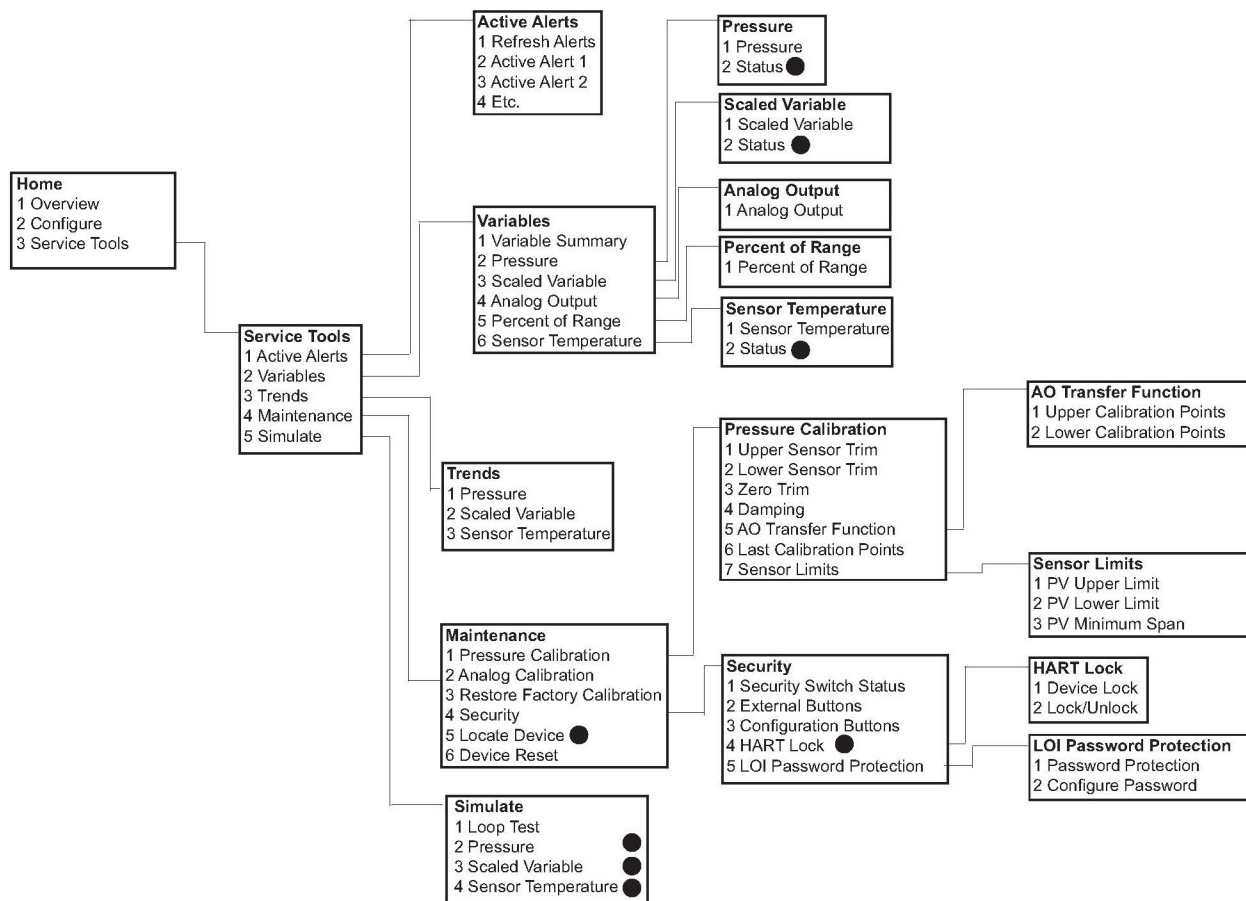 Home
1 Overview
2 Configure
3 Service Tools
Service Tools
1 Active Alerts
2 Variables
3 Trends
4 Maintenance
5 Simulate
Active Alerts
1 Refresh Alerts
2 Active Alert 1
3 Active Alert 2
4 Etc.
Variables
1 Variable Summary
2 Pressure
3 Scaled Variable
4 Analog Output
5 Percent of Range
6 Sensor Temperature
Trends
1 Pressure
2 Scaled Variable
3 Sensor Temperature
Maintenance
1 Pressure Calibration
2 Analog Calibration
3 Restore Factory Calibration
4 Security
5 Locate Device
6 Device Reset
Simulate
1 Loop Test
2 Pressure
3 Scaled Variable
4 Sensor Temperature
Pressure
1 Pressure
2 Status
Scaled Variable
1 Scaled Variable
2 Status
Analog Output
1 Analog Output
Percent of Range
1 Percent of Range
Sensor Temperature
1 Sensor Temperature
2 Status
Pressure Calibration
1 Upper Sensor Trim
2 Lower Sensor Trim
3 Zero Trim
4 Damping
5 AO Transfer Function
6 Last Calibration Points
7 Sensor Limits
Security
1 Security Switch Status
2 External Buttons
3 Configuration Buttons
4 HART Lock
5 LOI Password Protection
AO Transfer Function
1 Upper Calibration Points
2 Lower Calibration Points
Sensor Limits
1 PV Upper Limit
2 PV Lower Limit
3 PV Minimum Span
HART Lock
1 Device Lock
2 Lock/Unlock
LOI Password Protection
1 Password Protection
2 Configure Password